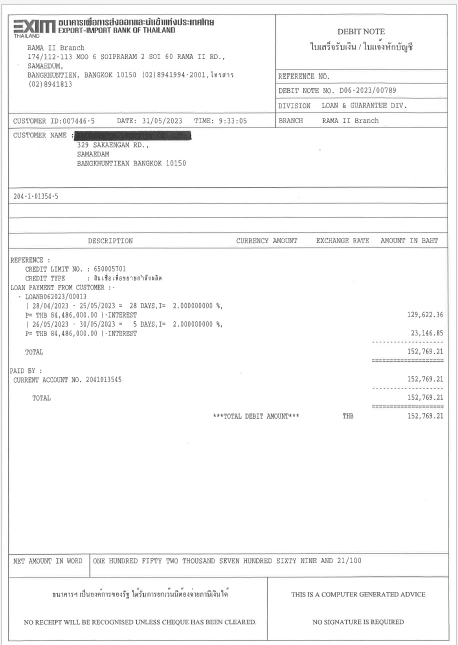 EXIM
THAILAND
ธนาคารเพื่อการส่งออกและนำเข้าแห่งประเทศไทย
EXPORT-IMPORT BANK OF THAILAND
RAMA II Branch
174/112-113 MOO 6 SOIPHARAM 2 SOI 60 RAMA II RD.,
SAMAEDUM,
BANGKHUNTIEN, BANGKOK 10150 (02)8941994-2001,โทรสาร
(02)8941813
DEBIT NOTE
ใบเสร็จรับเงิน / ใบแจ้งหักบัญชี
REFERENCE NO.
DEBIT NOTE NO. D06-2023/00789
DIVISION LOAN & GUARANTEE DIV.
CUSTOMER ID:007446-5 DATE: 31/05/2023 TIME: 9:33:05
BRANCH RAMA II Branch
CUSTOMER NAME :
329 SAKAENGAM RD.,
SAMAEDAM
BANGKHUNTIEAN BANGKOK 10150
204-1-01354-5
DESCRIPTION CURRENCY AMOUNT EXCHANGE RATE AMOUNT IN BAHT
REFERENCE :
CREDIT LIMIT NO. : 650005701
CREDIT TYPE : สินเชื่อเพื่อขยายกำลังผลิต
LOAN PAYMENT FROM CUSTOMER :-
- LOANB062023/00013
( 28/04/2023 - 25/05/2023 = 28 DAYS,I= 2.000000000 %,
P= THB 84,486,000.00 )-INTEREST 129,622.36
( 26/05/2023 - 30/05/2023 = 5 DAYS,I= 2.000000000 %,
P= THB 84,486,000.00 )-INTEREST 23,146.85
TOTAL 152,769.21
PAID BY :
CURRENT ACCOUNT NO. 2041013545 152,769.21
TOTAL 152,769.21
***TOTAL DEBIT AMOUNT*** THB 152,769.21
NET AMOUNT IN WORD ONE HUNDRED FIFTY TWO THOUSAND SEVEN HUNDRED SIXTY NINE AND 21/100
ธนาคารฯ เป็นองค์การของรัฐ ได้รับการยกเว้นมิต้องจ่ายภาษีเงินได้
NO RECEIPT WILL BE RECOGNISED UNLESS CHEQUE HAS BEEN CLEARED.
THIS IS A COMPUTER GENERATED ADVICE
NO SIGNATURE IS REQUIRED